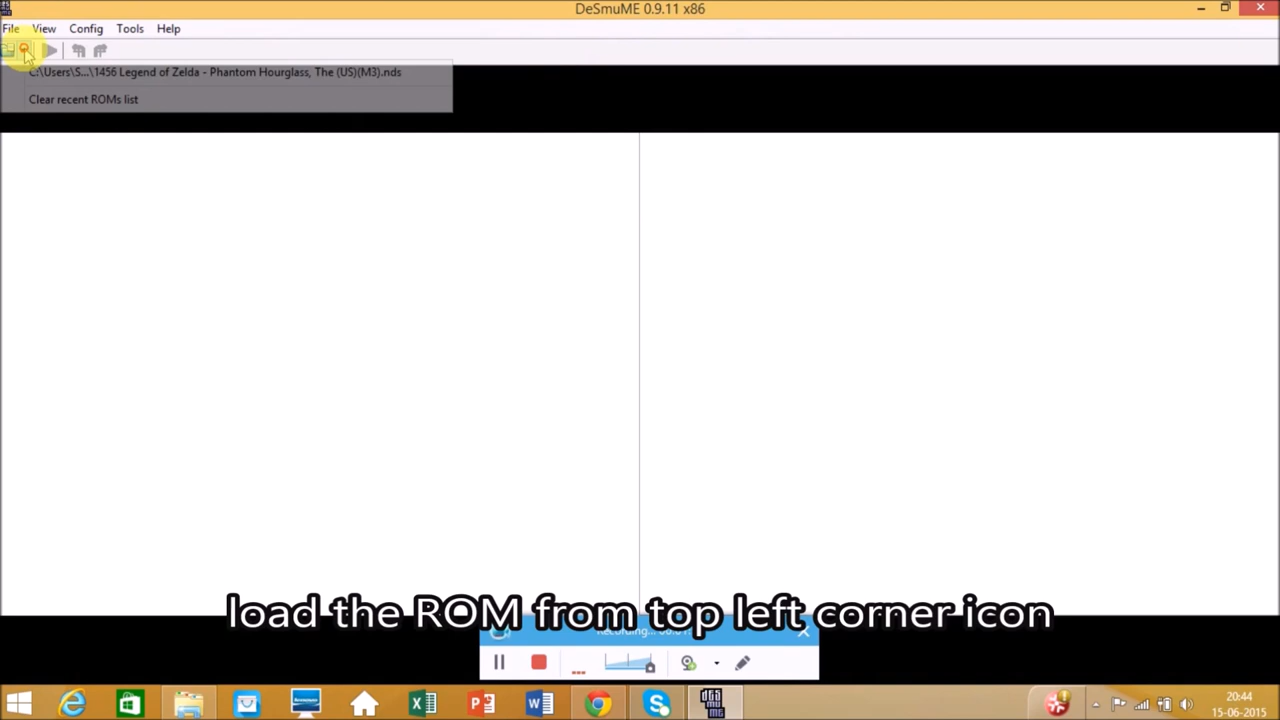 DeSmuME 0.9.11 x86
File View Config Tools Help
C:\Users\S...\1456 Legend of Zelda - Phantom Hourglass, The (US)(M3).nds
Clear recent ROMs list
load the ROM from top left corner icon
Recording...
20:44
15-06-2015